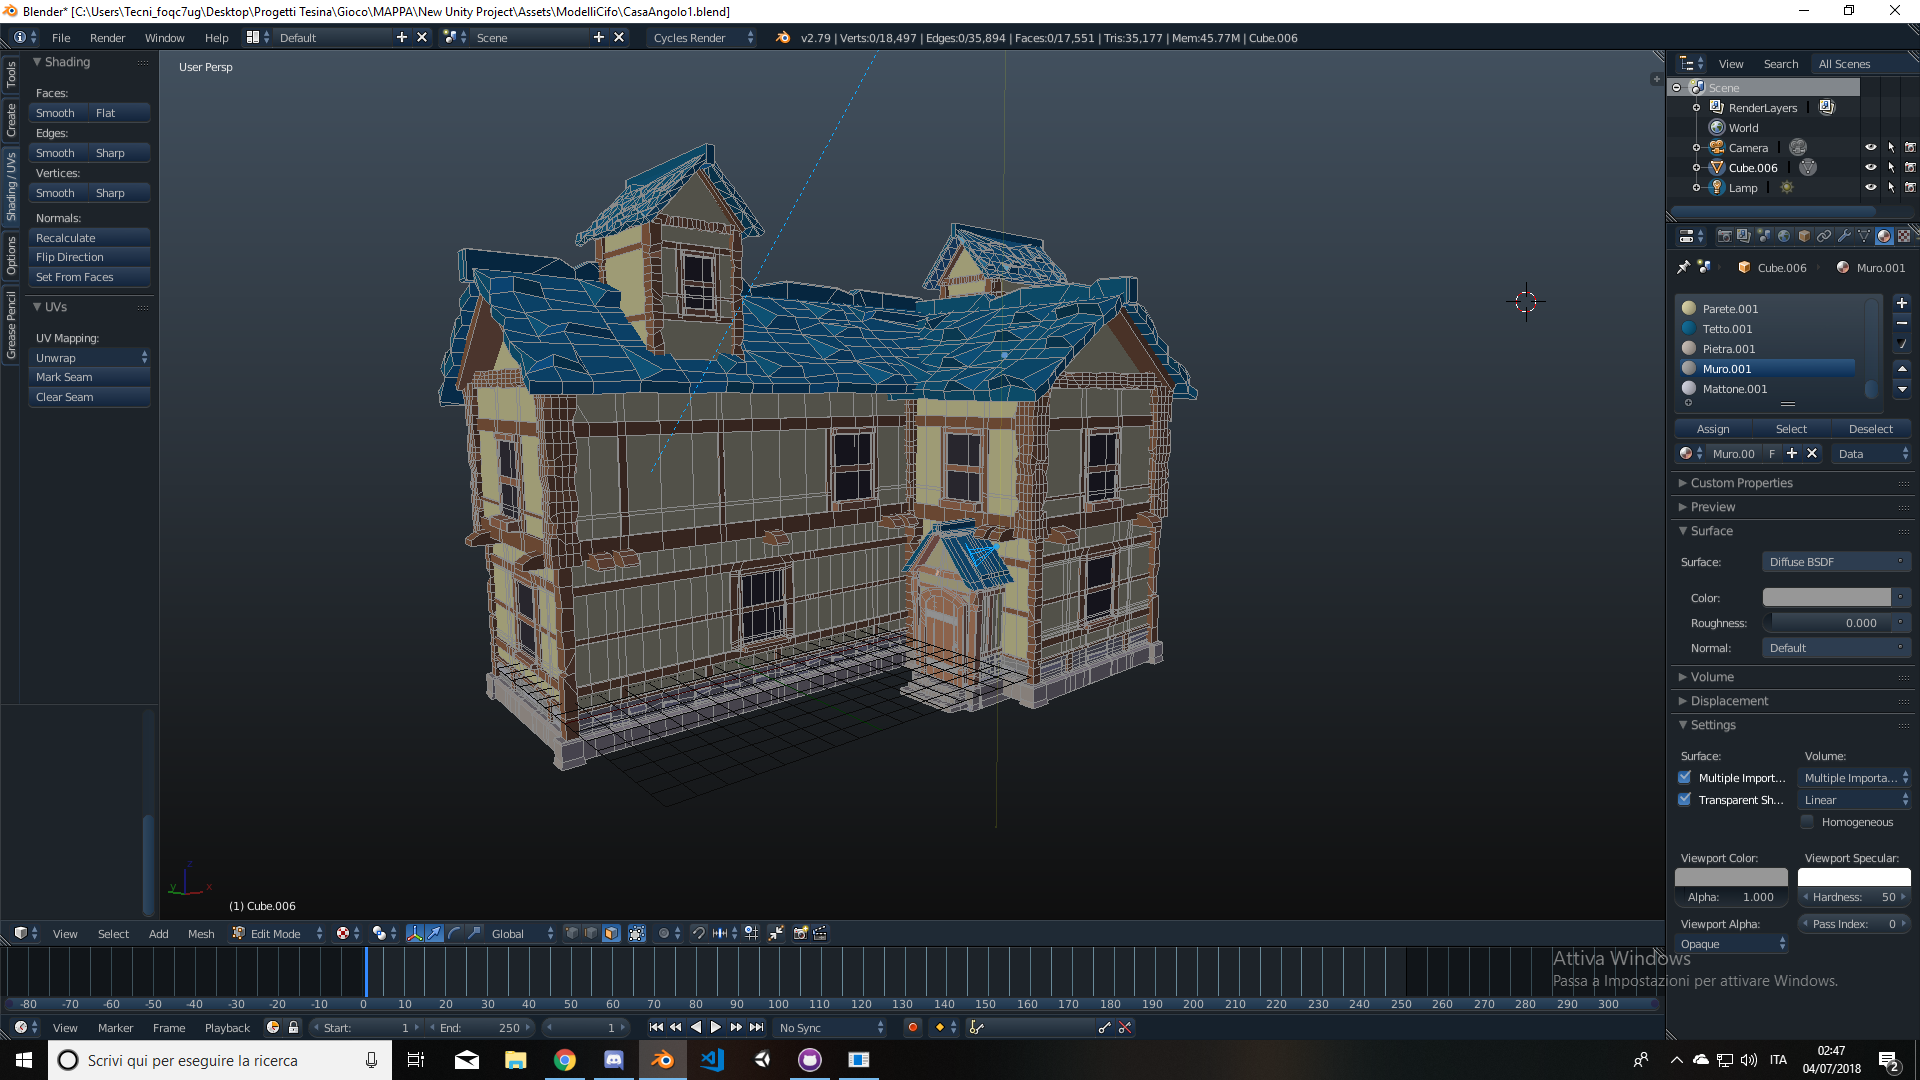 Blender* [C:\Users\Tecni_foqc7ug\Desktop\Progetti Tesina\Gioco\MAPPA\New Unity Project\Assets\ModelliCifo\CasaAngolo1.blend]
File Render Window Help Default Scene Cycles Render v2.79 | Verts:0/18,497 | Edges:0/35,894 | Faces:0/17,551 | Tris:35,177 | Mem:45.77M | Cube.006
Tools
Create
Shading / UVs
Options
Grease Pencil
Shading
Faces:
Smooth Flat
Edges:
Smooth Sharp
Vertices:
Smooth Sharp
Normals:
Recalculate
Flip Direction
Set From Faces
UVs
UV Mapping:
Unwrap
Mark Seam
Clear Seam
User Persp
(1) Cube.006
z
y x
View Search All Scenes
Scene
RenderLayers
World
Camera
Cube.006
Lamp
Cube.006 Muro.001
Parete.001
Tetto.001
Pietra.001
Muro.001
Mattone.001
Assign Select Deselect
Muro.00 F Data
Custom Properties
Preview
Surface
Surface: Diffuse BSDF
Color:
Roughness: 0.000
Normal: Default
Volume
Displacement
Settings
Surface: Volume:
Multiple Import... Multiple Importa...
Transparent Sh... Linear
Homogeneous
Viewport Color: Viewport Specular:
Alpha: 1.000 Hardness: 50
Viewport Alpha: Pass Index: 0
Opaque
Attiva Windows
Passa a Impostazioni per attivare Windows.
View Select Add Mesh Edit Mode Global
-80 -70 -60 -50 -40 -30 -20 -10 0 10 20 30 40 50 60 70 80 90 100 110 120 130 140 150 160 170 180 190 200 210 220 230 240 250 260 270 280 290 300
View Marker Frame Playback Start: 1 End: 250 1 No Sync
Scrivi qui per eseguire la ricerca
ITA
02:47
04/07/2018
2